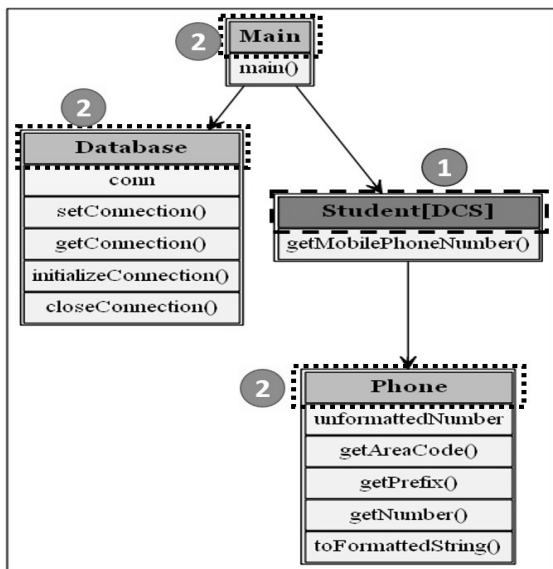 2
Main
main()
2
Database
conn
setConnection()
getConnection()
initializeConnection()
closeConnection()
1
Student[DCS]
getMobilePhoneNumber()
2
Phone
unformattedNumber
getAreaCode()
getPrefix()
getNumber()
toFormattedString()